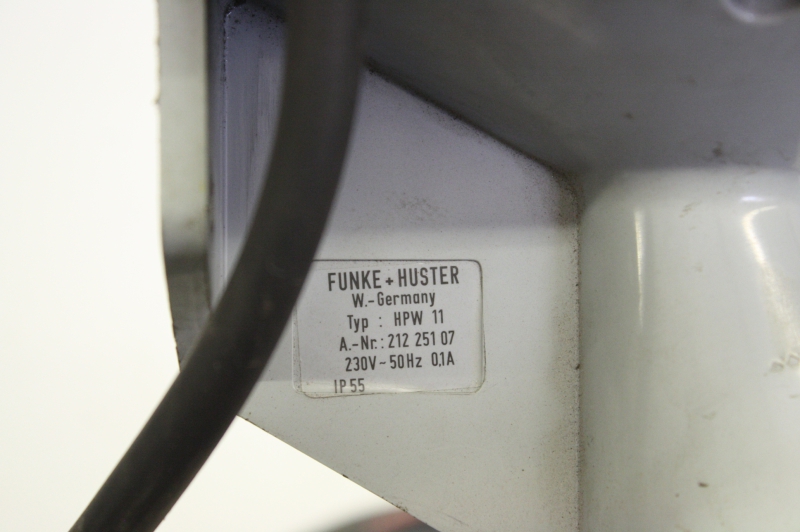 FUNKE + HUSTER
W.-Germany
Typ : HPW 11
A.-Nr.: 212 251 07
230V ~ 50Hz 0,1A
IP 55